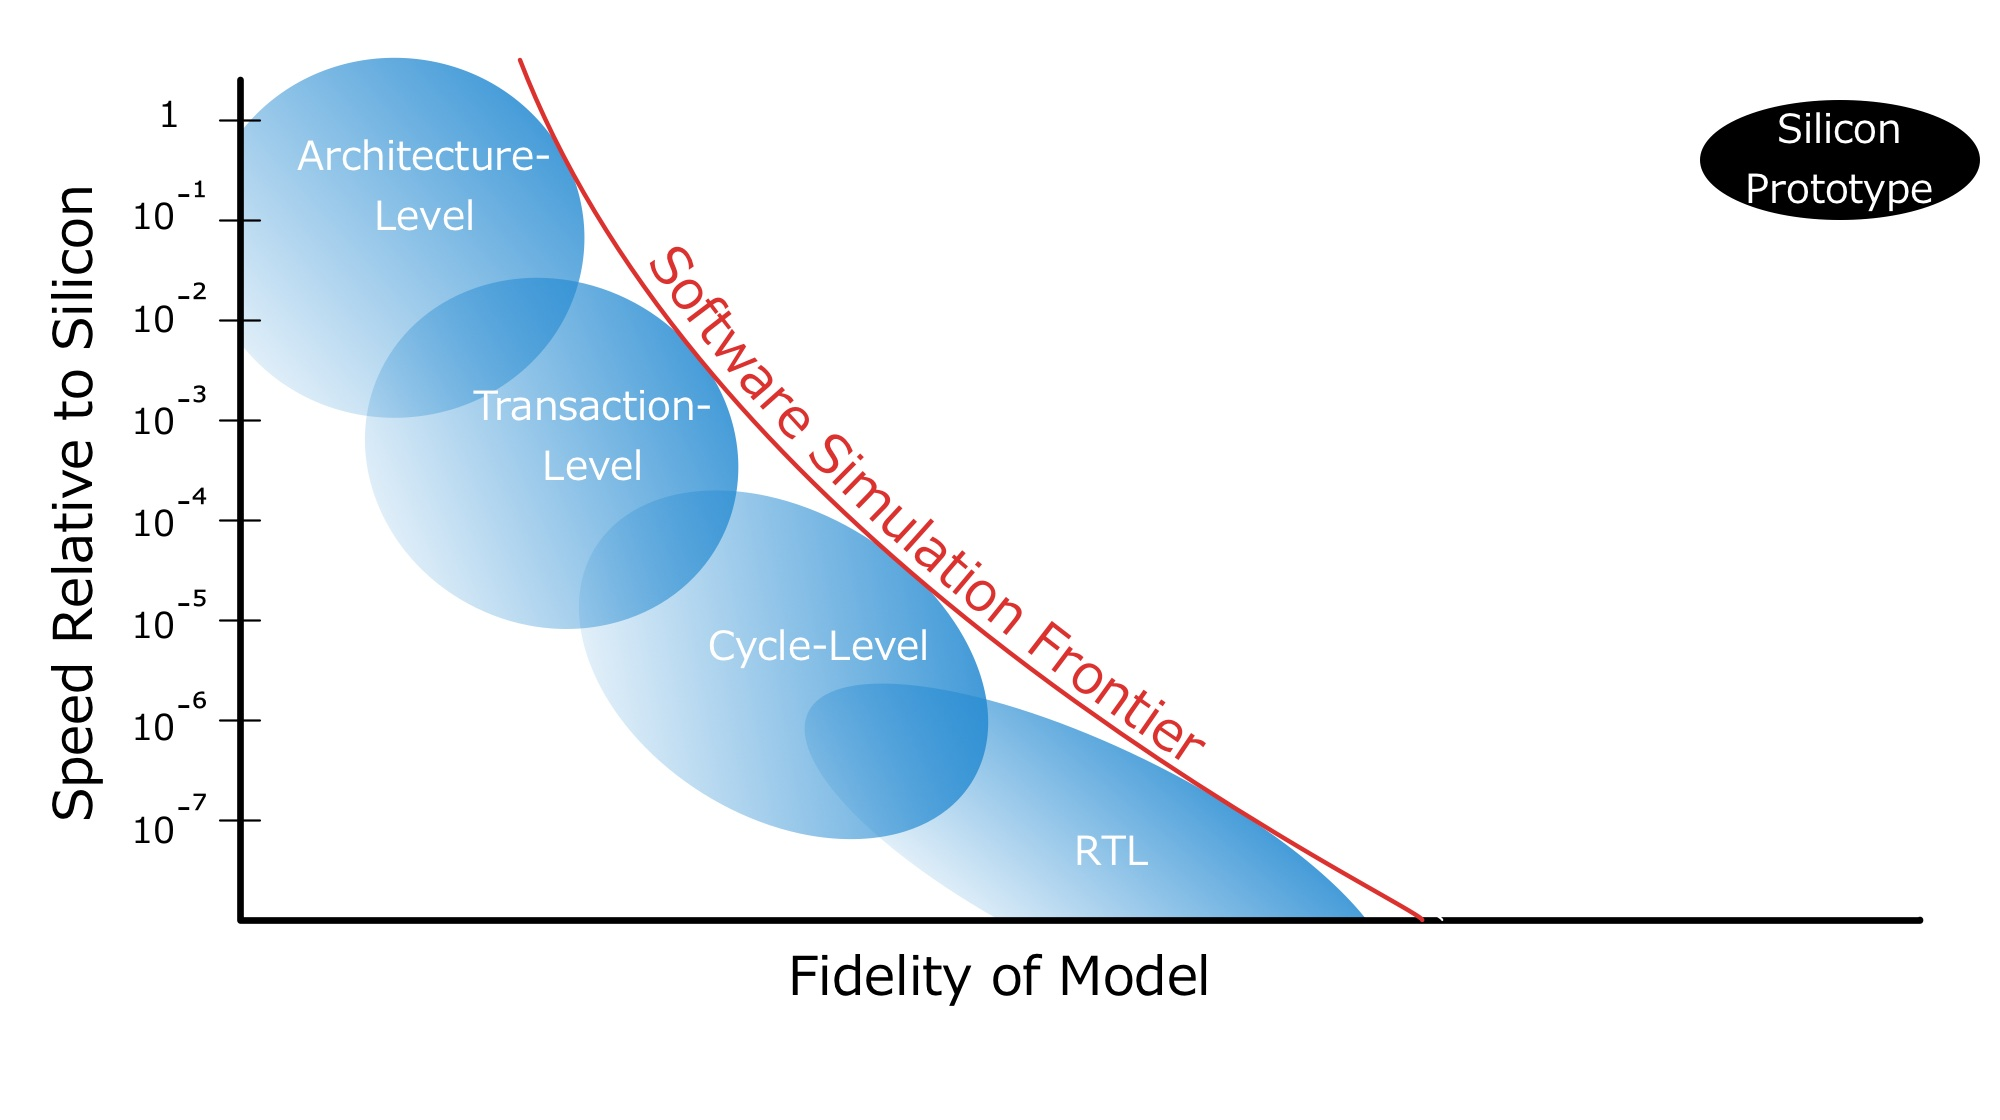 1
10-1
10-2
10-3
10-4
10-5
10-6
10-7
Speed Relative to Silicon
Architecture-
Level
Transaction-
Level
Cycle-Level
RTL
Software Simulation Frontier
Silicon
Prototype
Fidelity of Model